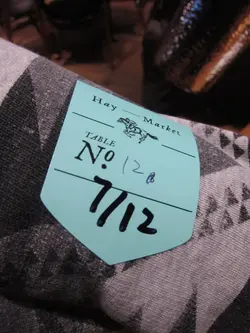 Hay Market
TABLE
No. 12
7/12